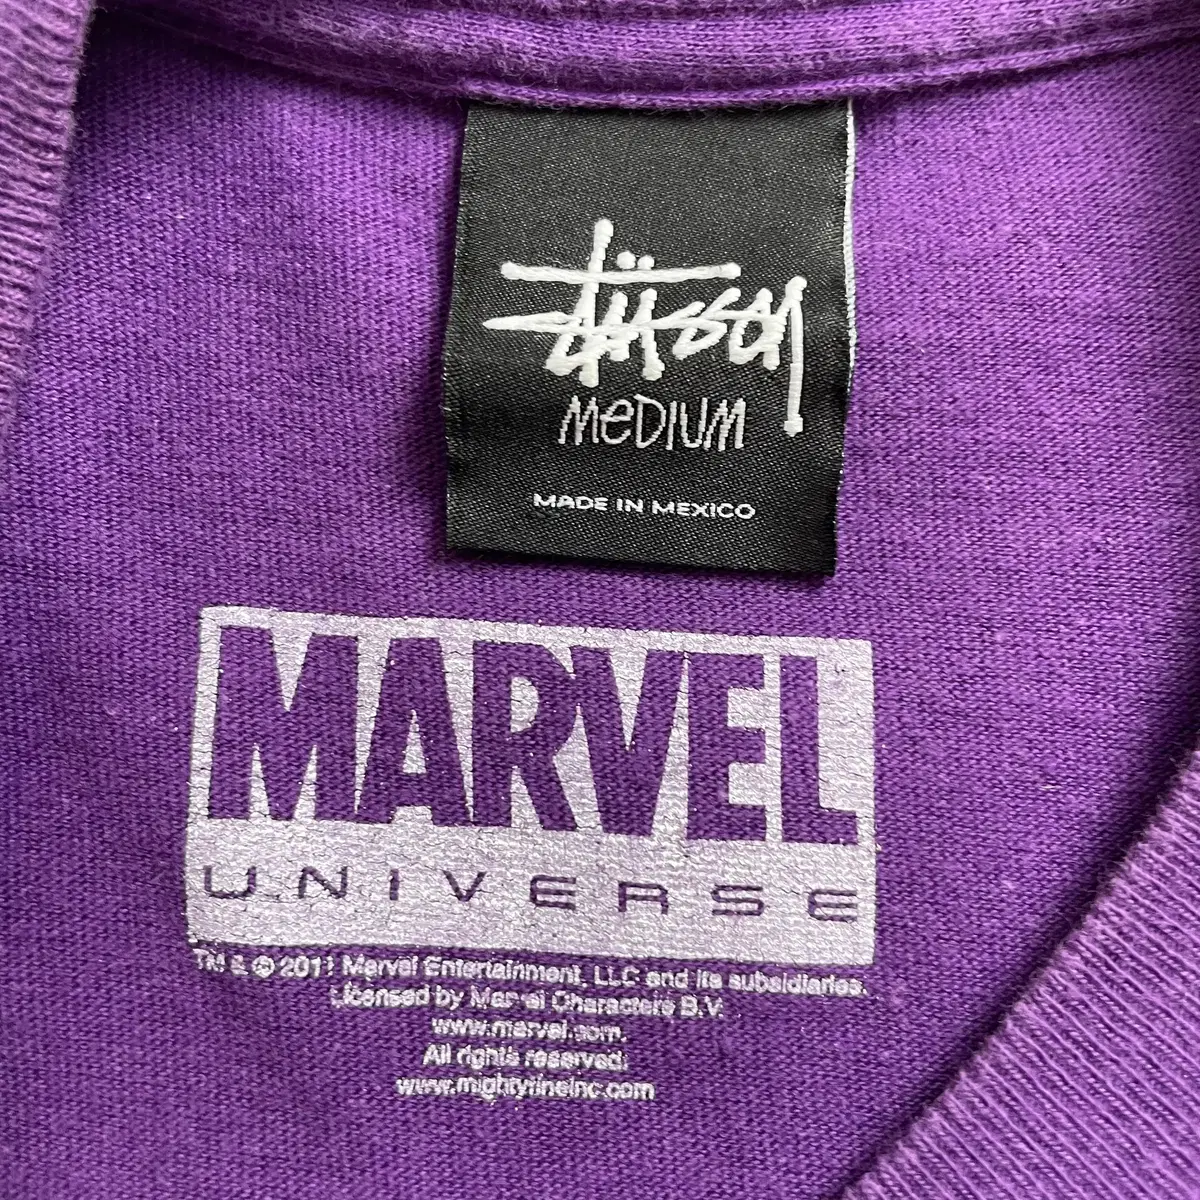 Stüssy
MEDIUM
MADE IN MEXICO
MARVEL
UNIVERSE
TM & © 2011 Marvel Entertainment, LLC and its subsidiaries.
Licensed by Marvel Characters B.V.
www.marvel.com.
All rights reserved.
www.mightyfineinc.com